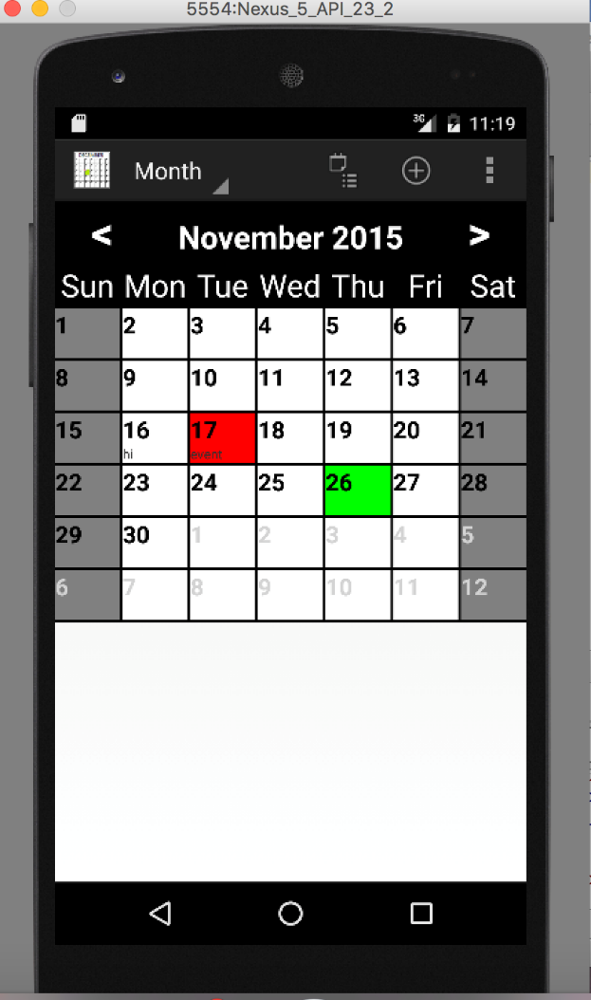 5554:Nexus_5_API_23_2
3G 11:19
DECEMBER
Month
< November 2015 >
Sun Mon Tue Wed Thu Fri Sat
1 2 3 4 5 6 7
8 9 10 11 12 13 14
15 16 17 18 19 20 21
hi event
22 23 24 25 26 27 28
29 30 1 2 3 4 5
6 7 8 9 10 11 12